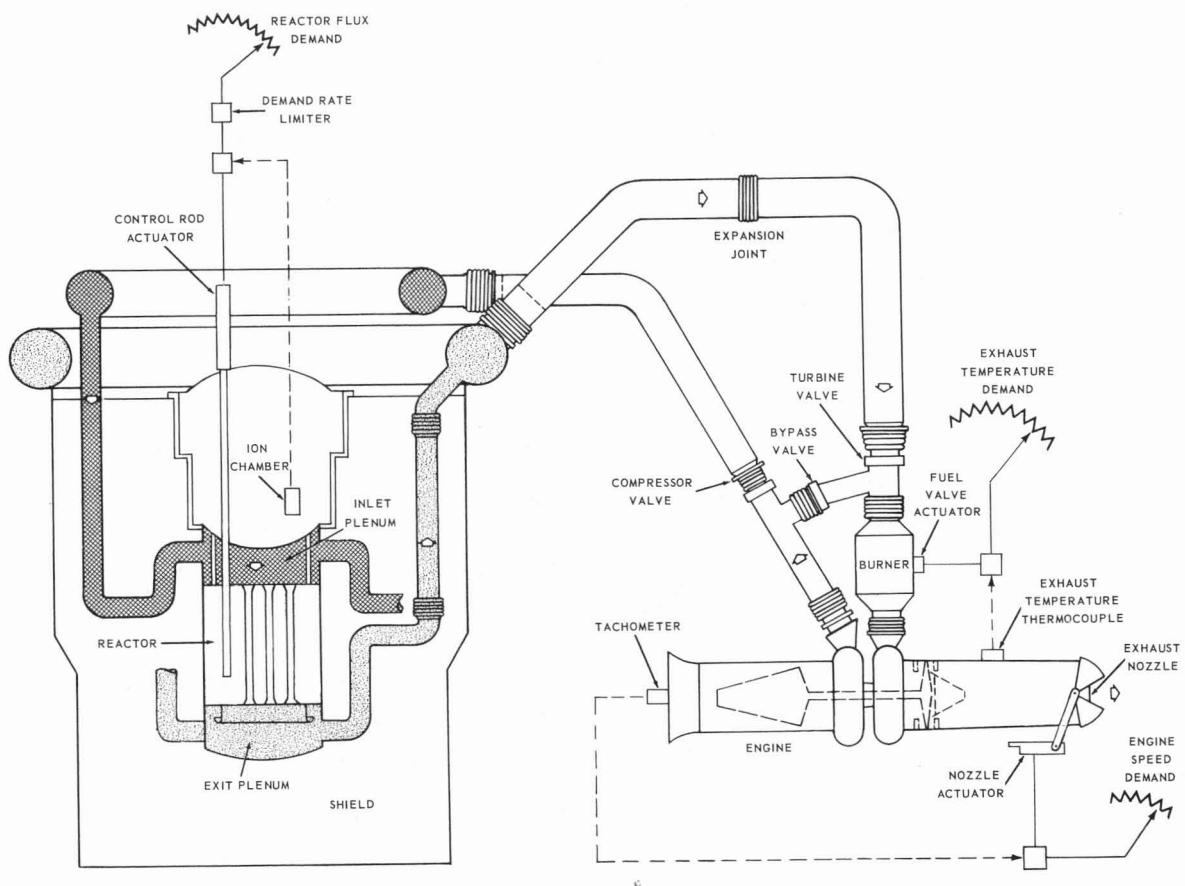 REACTOR FLUX
DEMAND
DEMAND RATE
LIMITER
CONTROL ROD
ACTUATOR
EXPANSION
JOINT
EXHAUST
TEMPERATURE
DEMAND
TURBINE
VALVE
BYPASS
VALVE
ION
CHAMBER
COMPRESSOR
VALVE
FUEL
VALVE
ACTUATOR
INLET
PLENUM
BURNER
EXHAUST
TEMPERATURE
THERMOCOUPLE
REACTOR
TACHOMETER
EXHAUST
NOZZLE
ENGINE
ENGINE
SPEED
DEMAND
EXIT PLENUM
NOZZLE
ACTUATOR
SHIELD